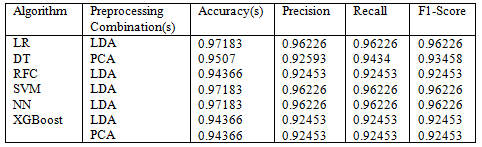 Algorithm Preprocessing Combination(s) Accuracy(s) Precision Recall F1-Score
LR LDA 0.97183 0.96226 0.96226 0.96226
DT PCA 0.9507 0.92593 0.9434 0.93458
RFC LDA 0.94366 0.92453 0.92453 0.92453
SVM LDA 0.97183 0.96226 0.96226 0.96226
NN LDA 0.97183 0.96226 0.96226 0.96226
XGBoost LDA 0.94366 0.92453 0.92453 0.92453
PCA 0.94366 0.92453 0.92453 0.92453